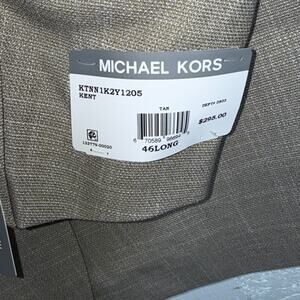 MICHAEL KORS
KTNN1K2Y1205
KENT
TAN
$295.00
46LONG